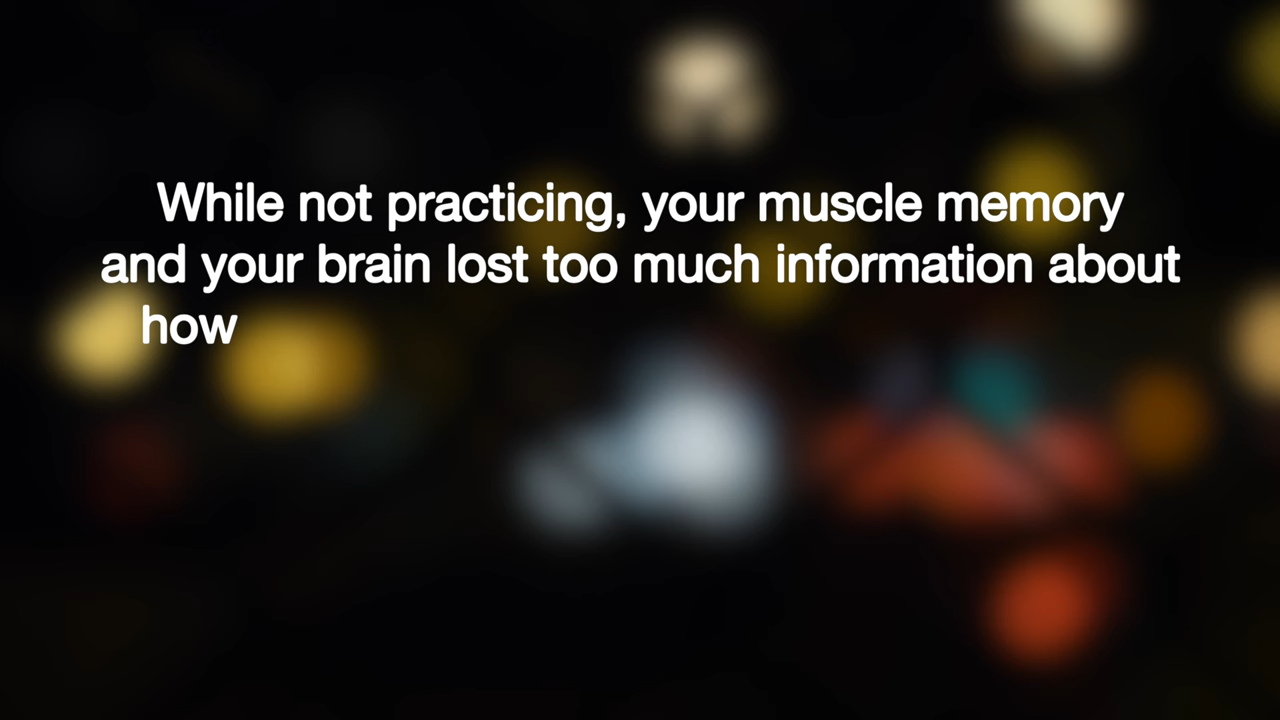 While not practicing, your muscle memory
and your brain lost too much information about
how